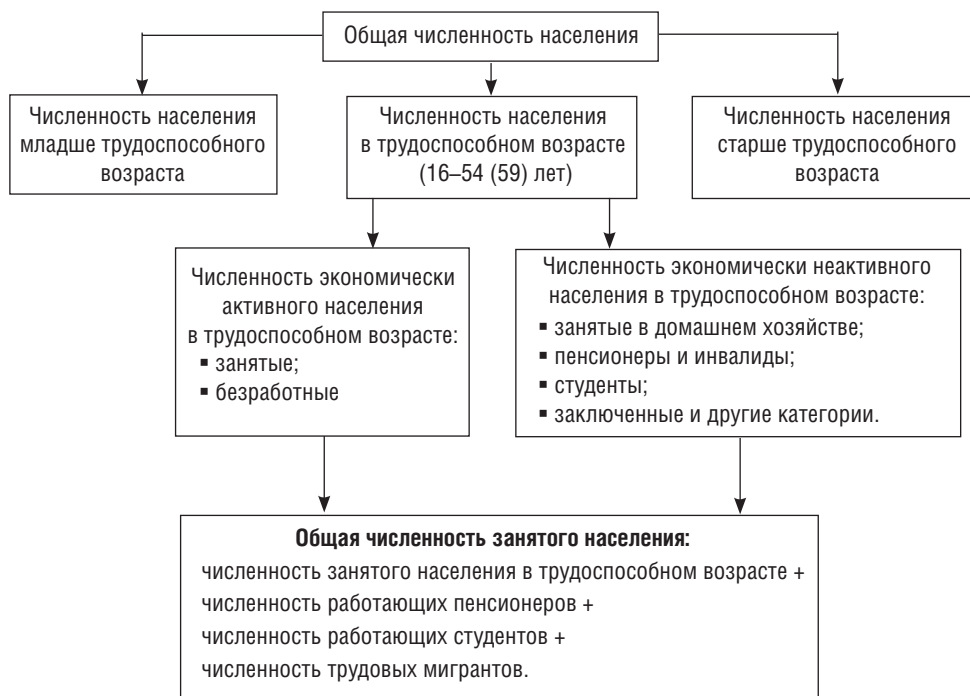 Общая численность населения
Численность населения
младше трудоспособного
возраста
Численность населения
в трудоспособном возрасте
(16–54 (59) лет)
Численность населения
старше трудоспособного
возраста
Численность экономически
активного населения
в трудоспособном возрасте:
▪ занятые;
▪ безработные
Численность экономически неактивного
населения в трудоспособном возрасте:
▪ занятые в домашнем хозяйстве;
▪ пенсионеры и инвалиды;
▪ студенты;
▪ заключенные и другие категории.
Общая численность занятого населения:
численность занятого населения в трудоспособном возрасте +
численность работающих пенсионеров +
численность работающих студентов +
численность трудовых мигрантов.